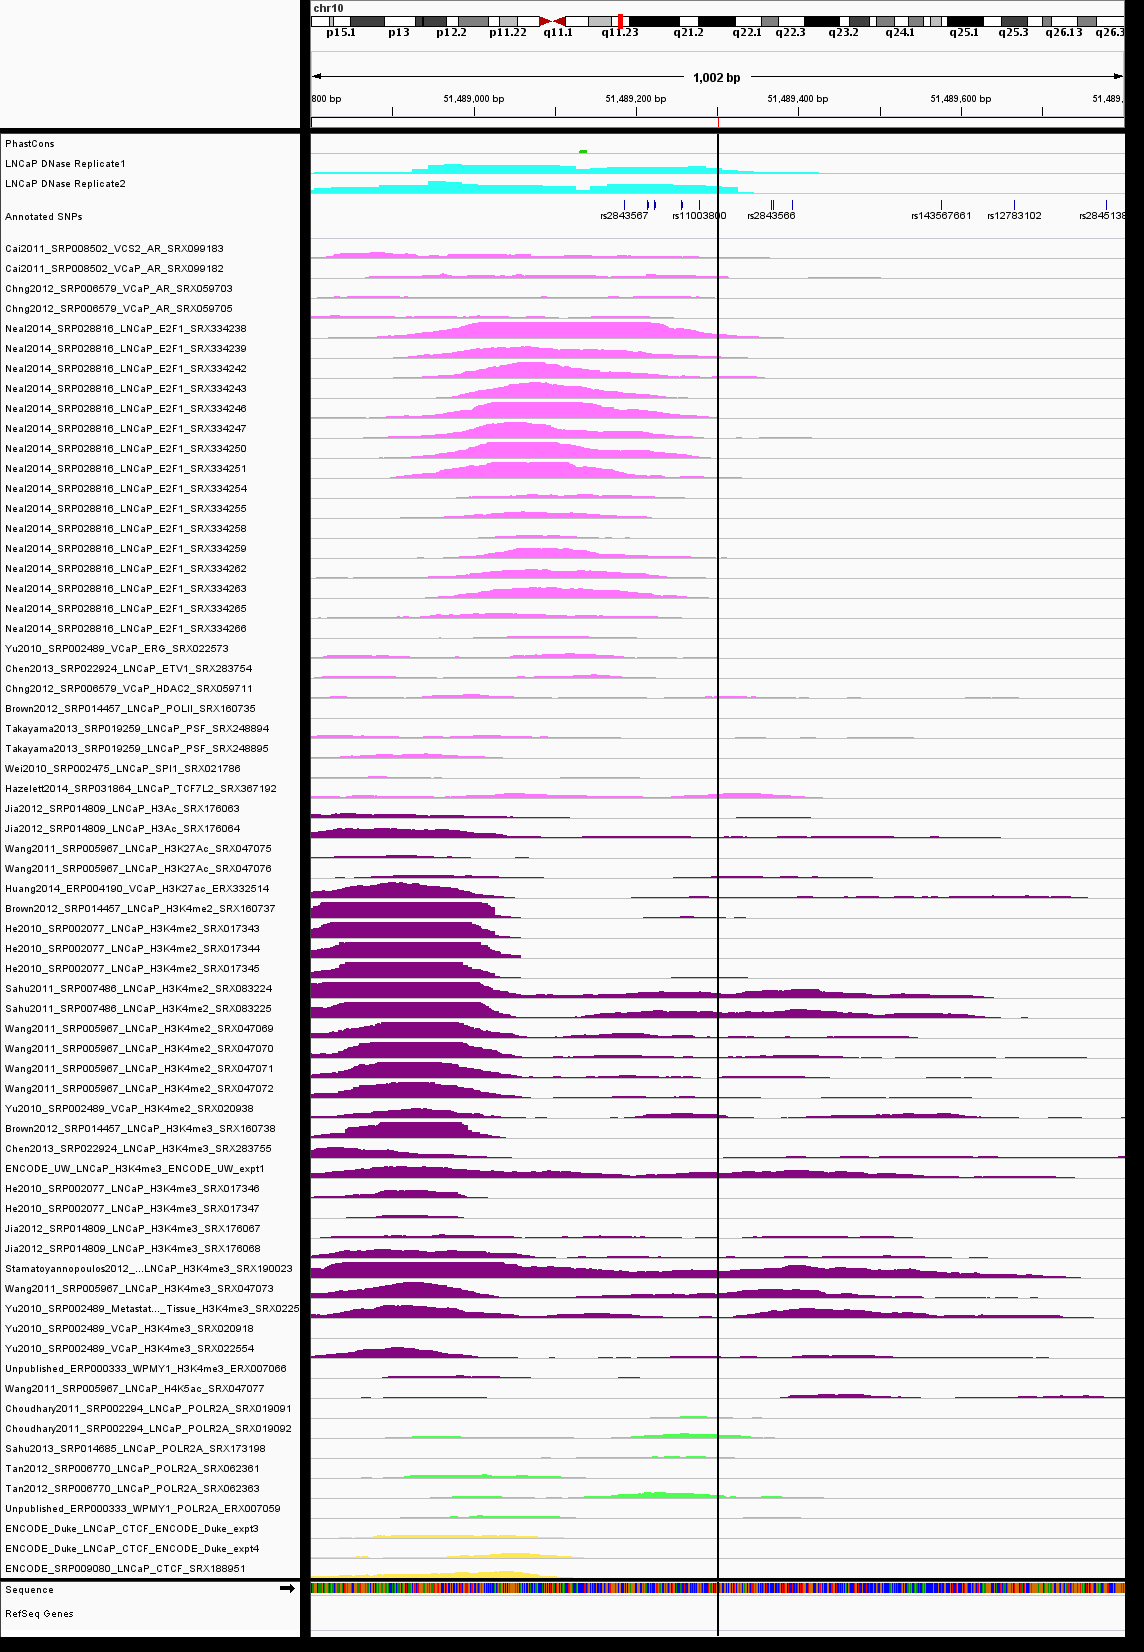 chr10
p15.1 p13 p12.2 p11.22 q11.1 q11.23 q21.2 q22.1 q22.3 q23.2 q24.1 q25.1 q25.3 q26.13 q26.3
1,002 bp
800 bp 51,489,000 bp 51,489,200 bp 51,489,400 bp 51,489,600 bp 51,489,
PhastCons
LNCaP DNase Replicate1
LNCaP DNase Replicate2
Annotated SNPs
rs2843567 rs11003800 rs2843566 rs143567661 rs12783102 rs2845138
Cai2011_SRP008502_VCS2_AR_SRX099183
Cai2011_SRP008502_VCaP_AR_SRX099182
Chng2012_SRP006579_VCaP_AR_SRX059703
Chng2012_SRP006579_VCaP_AR_SRX059705
Neal2014_SRP028816_LNCaP_E2F1_SRX334238
Neal2014_SRP028816_LNCaP_E2F1_SRX334239
Neal2014_SRP028816_LNCaP_E2F1_SRX334242
Neal2014_SRP028816_LNCaP_E2F1_SRX334243
Neal2014_SRP028816_LNCaP_E2F1_SRX334246
Neal2014_SRP028816_LNCaP_E2F1_SRX334247
Neal2014_SRP028816_LNCaP_E2F1_SRX334250
Neal2014_SRP028816_LNCaP_E2F1_SRX334251
Neal2014_SRP028816_LNCaP_E2F1_SRX334254
Neal2014_SRP028816_LNCaP_E2F1_SRX334255
Neal2014_SRP028816_LNCaP_E2F1_SRX334258
Neal2014_SRP028816_LNCaP_E2F1_SRX334259
Neal2014_SRP028816_LNCaP_E2F1_SRX334262
Neal2014_SRP028816_LNCaP_E2F1_SRX334263
Neal2014_SRP028816_LNCaP_E2F1_SRX334265
Neal2014_SRP028816_LNCaP_E2F1_SRX334266
Yu2010_SRP002489_VCaP_ERG_SRX022573
Chen2013_SRP022924_LNCaP_ETV1_SRX283754
Chng2012_SRP006579_VCaP_HDAC2_SRX059711
Brown2012_SRP014457_LNCaP_POLII_SRX160735
Takayama2013_SRP019259_LNCaP_PSF_SRX248894
Takayama2013_SRP019259_LNCaP_PSF_SRX248895
Wei2010_SRP002475_LNCaP_SPI1_SRX021786
Hazelett2014_SRP031864_LNCaP_TCF7L2_SRX367192
Jia2012_SRP014809_LNCaP_H3Ac_SRX176063
Jia2012_SRP014809_LNCaP_H3Ac_SRX176064
Wang2011_SRP005967_LNCaP_H3K27Ac_SRX047075
Wang2011_SRP005967_LNCaP_H3K27Ac_SRX047076
Huang2014_ERP004190_VCaP_H3K27ac_ERX332514
Brown2012_SRP014457_LNCaP_H3K4me2_SRX160737
He2010_SRP002077_LNCaP_H3K4me2_SRX017343
He2010_SRP002077_LNCaP_H3K4me2_SRX017344
He2010_SRP002077_LNCaP_H3K4me2_SRX017345
Sahu2011_SRP007486_LNCaP_H3K4me2_SRX083224
Sahu2011_SRP007486_LNCaP_H3K4me2_SRX083225
Wang2011_SRP005967_LNCaP_H3K4me2_SRX047069
Wang2011_SRP005967_LNCaP_H3K4me2_SRX047070
Wang2011_SRP005967_LNCaP_H3K4me2_SRX047071
Wang2011_SRP005967_LNCaP_H3K4me2_SRX047072
Yu2010_SRP002489_VCaP_H3K4me2_SRX020938
Brown2012_SRP014457_LNCaP_H3K4me3_SRX160738
Chen2013_SRP022924_LNCaP_H3K4me3_SRX283755
ENCODE_UW_LNCaP_H3K4me3_ENCODE_UW_expt1
He2010_SRP002077_LNCaP_H3K4me3_SRX017346
He2010_SRP002077_LNCaP_H3K4me3_SRX017347
Jia2012_SRP014809_LNCaP_H3K4me3_SRX176067
Jia2012_SRP014809_LNCaP_H3K4me3_SRX176068
Stamatoyannopoulos2012_...LNCaP_H3K4me3_SRX190023
Wang2011_SRP005967_LNCaP_H3K4me3_SRX047073
Yu2010_SRP002489_Metastat..._Tissue_H3K4me3_SRX0225
Yu2010_SRP002489_VCaP_H3K4me3_SRX020918
Yu2010_SRP002489_VCaP_H3K4me3_SRX022554
Unpublished_ERP000333_WPMY1_H3K4me3_ERX007066
Wang2011_SRP005967_LNCaP_H4K5ac_SRX047077
Choudhary2011_SRP002294_LNCaP_POLR2A_SRX019091
Choudhary2011_SRP002294_LNCaP_POLR2A_SRX019092
Sahu2013_SRP014685_LNCaP_POLR2A_SRX173198
Tan2012_SRP006770_LNCaP_POLR2A_SRX062361
Tan2012_SRP006770_LNCaP_POLR2A_SRX062363
Unpublished_ERP000333_WPMY1_POLR2A_ERX007059
ENCODE_Duke_LNCaP_CTCF_ENCODE_Duke_expt3
ENCODE_Duke_LNCaP_CTCF_ENCODE_Duke_expt4
ENCODE_SRP009080_LNCaP_CTCF_SRX188951
Sequence
RefSeq Genes